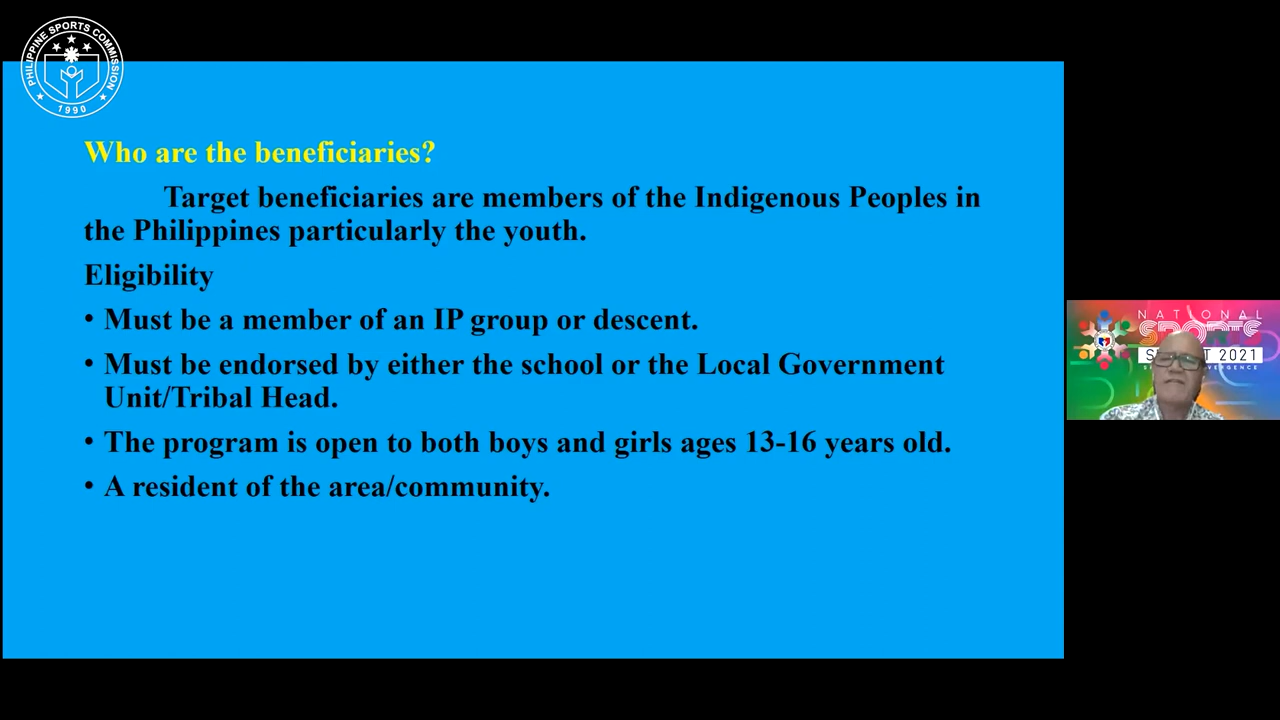 PHILIPPINE SPORTS COMMISSION
1990
Who are the beneficiaries?
Target beneficiaries are members of the Indigenous Peoples in
the Philippines particularly the youth.
Eligibility
• Must be a member of an IP group or descent.
• Must be endorsed by either the school or the Local Government
Unit/Tribal Head.
• The program is open to both boys and girls ages 13-16 years old.
• A resident of the area/community.
NATIONAL
SPORTS
2021